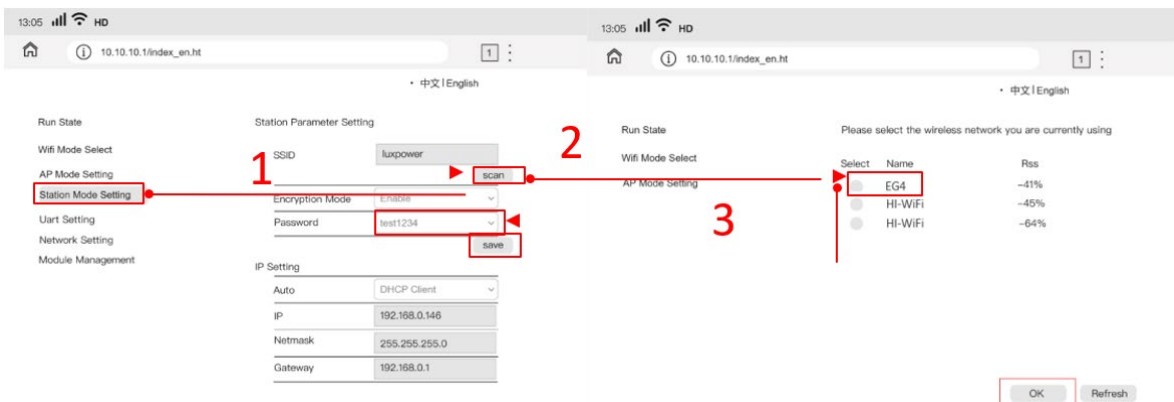 13:05 HD
10.10.10.1/index_en.ht 1
• 中文 | English
Run State
Wifi Mode Select
AP Mode Setting
Station Mode Setting
Uart Setting
Network Setting
Module Management
Station Parameter Setting
SSID luxpower
scan
Encryption Mode Enable
Password test1234
save
IP Setting
Auto DHCP Client
IP 192.168.0.146
Netmask 255.255.255.0
Gateway 192.168.0.1
1
2
3
13:05 HD
10.10.10.1/index_en.ht 1
• 中文 | English
Run State
Wifi Mode Select
AP Mode Setting
Please select the wireless network you are currently using
Select Name Rss
EG4 -41%
HI-WiFi -45%
HI-WiFi -64%
OK Refresh